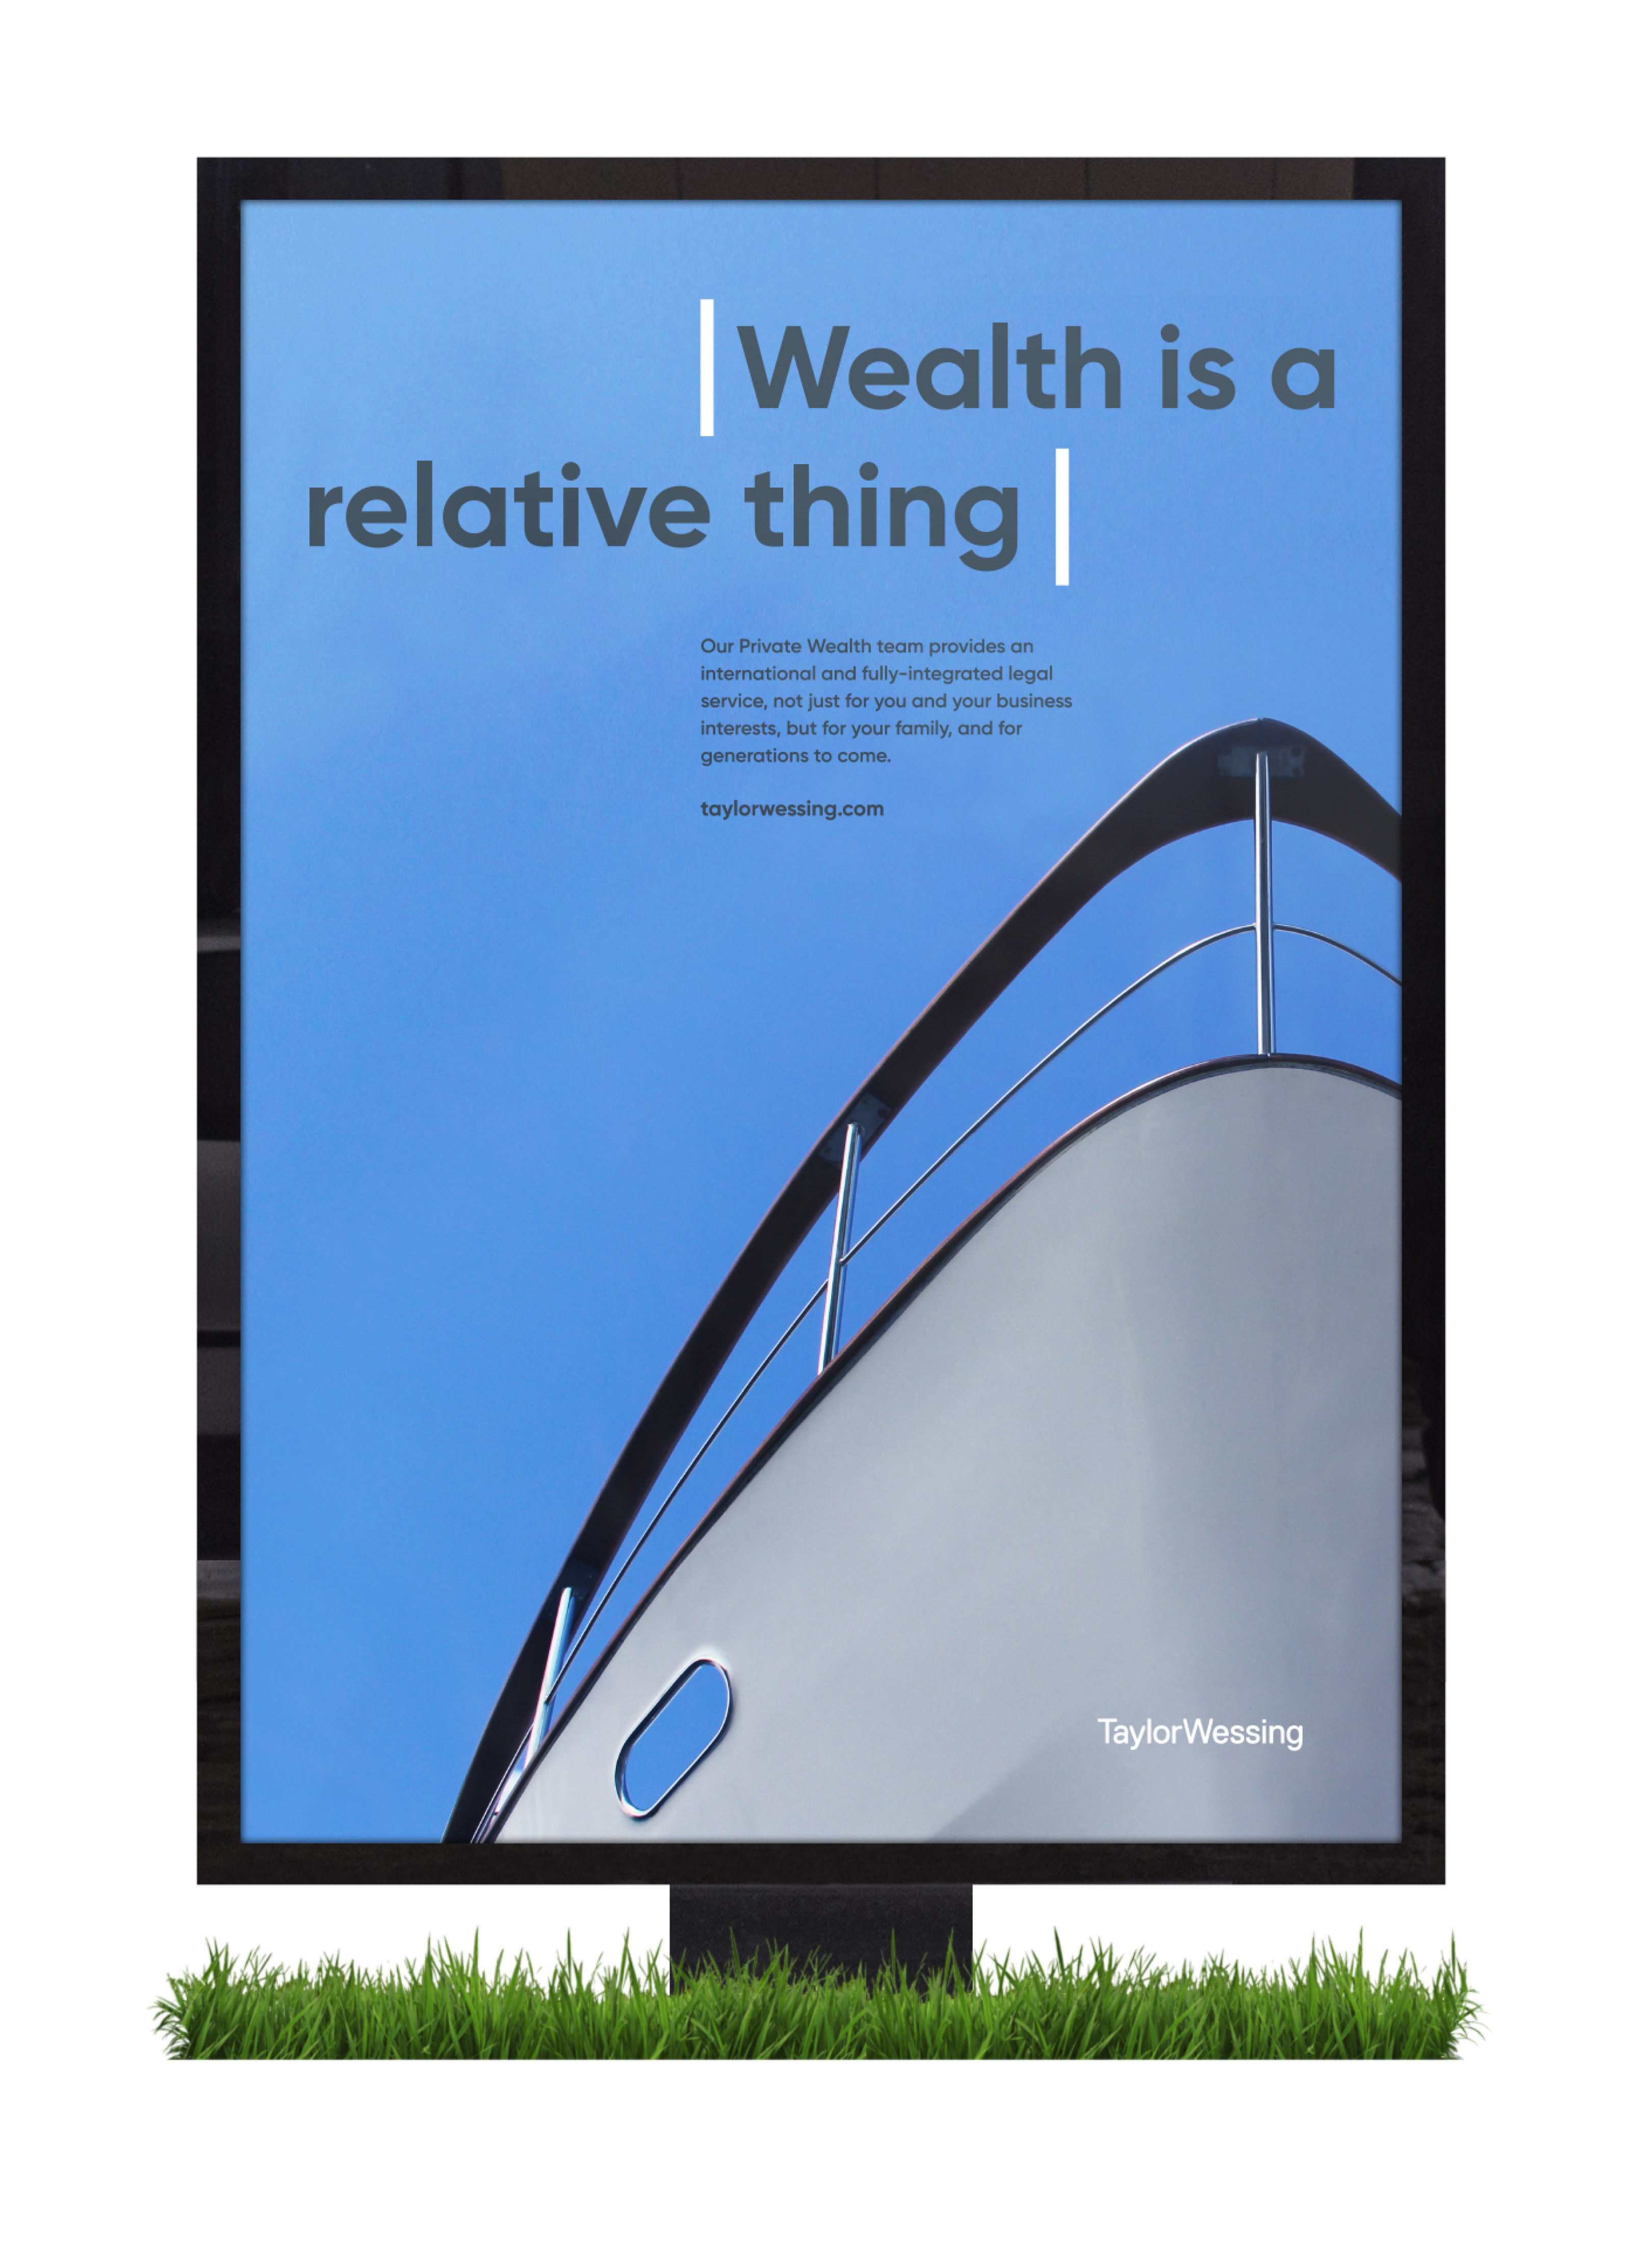 Wealth is a
relative thing
Our Private Wealth team provides an
international and fully-integrated legal
service, not just for you and your business
interests, but for your family, and for
generations to come.
taylorwessing.com
TaylorWessing